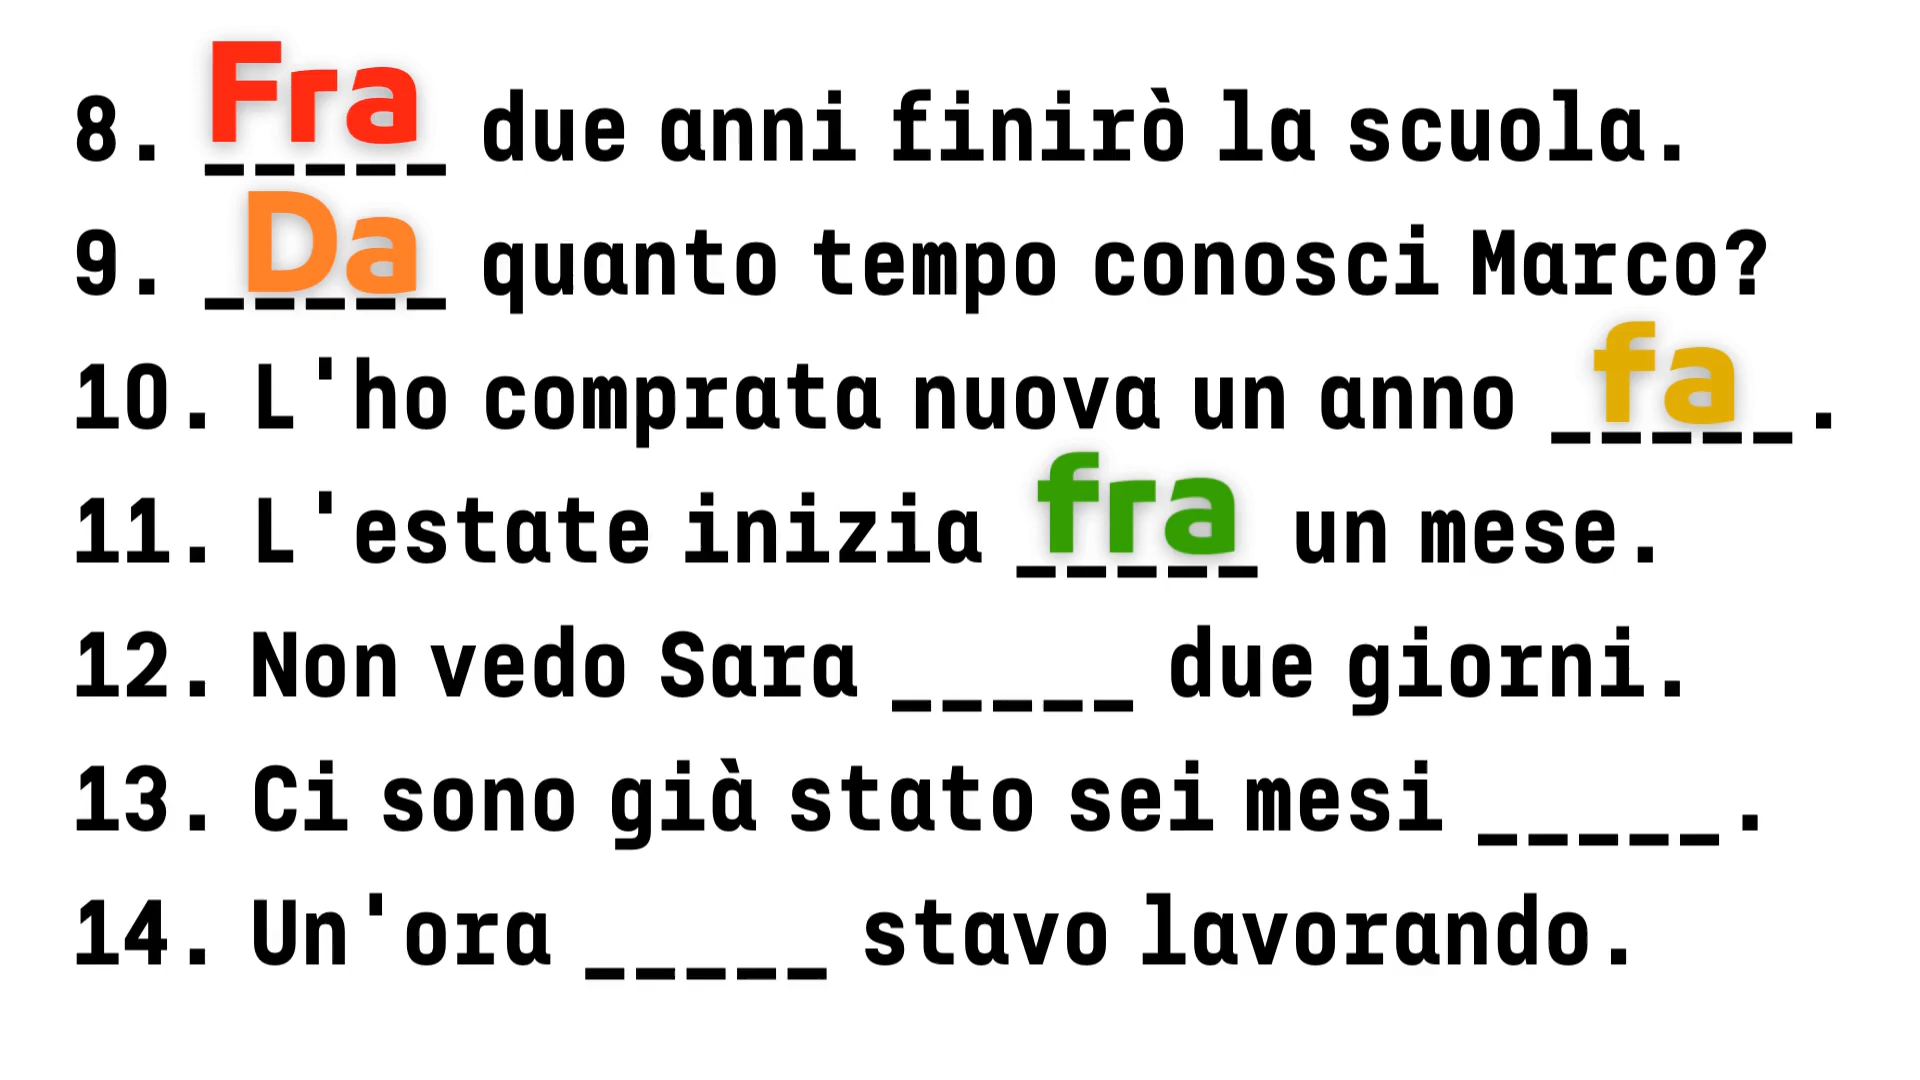 8. Fra due anni finirò la scuola.
9. Da quanto tempo conosci Marco?
10. L'ho comprata nuova un anno fa.
11. L'estate inizia fra un mese.
12. Non vedo Sara _____ due giorni.
13. Ci sono già stato sei mesi _____.
14. Un'ora _____ stavo lavorando.